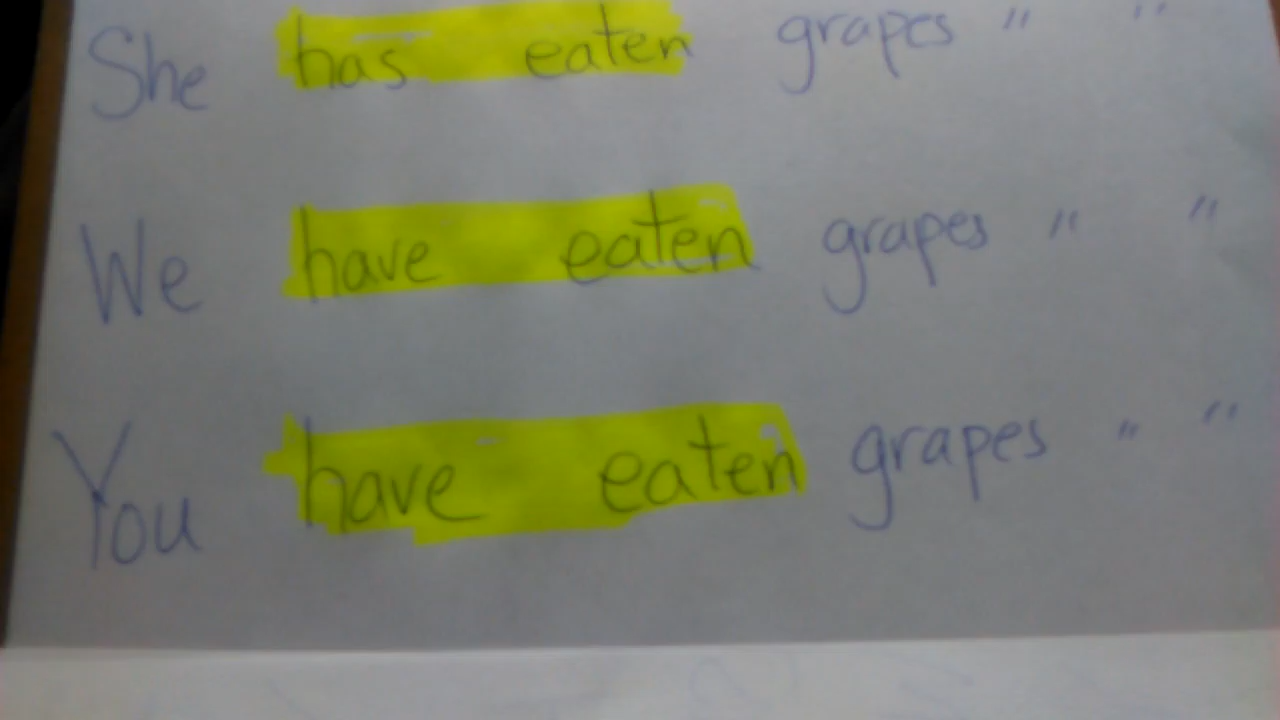 She has eaten grapes " "
We have eaten grapes " "
You have eaten grapes " "